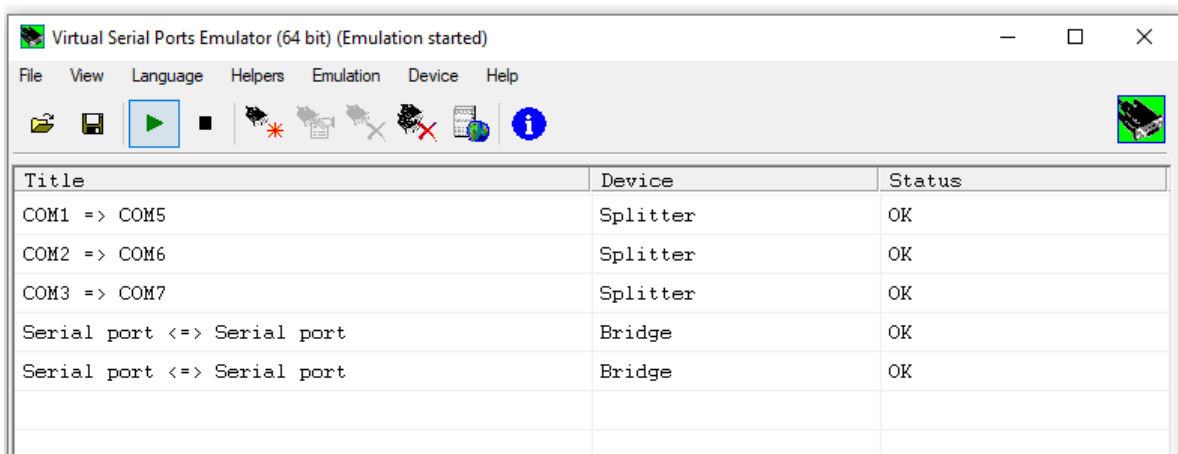 Virtual Serial Ports Emulator (64 bit) (Emulation started)
File View Language Helpers Emulation Device Help
Title Device Status
COM1 => COM5 Splitter OK
COM2 => COM6 Splitter OK
COM3 => COM7 Splitter OK
Serial port <=> Serial port Bridge OK
Serial port <=> Serial port Bridge OK